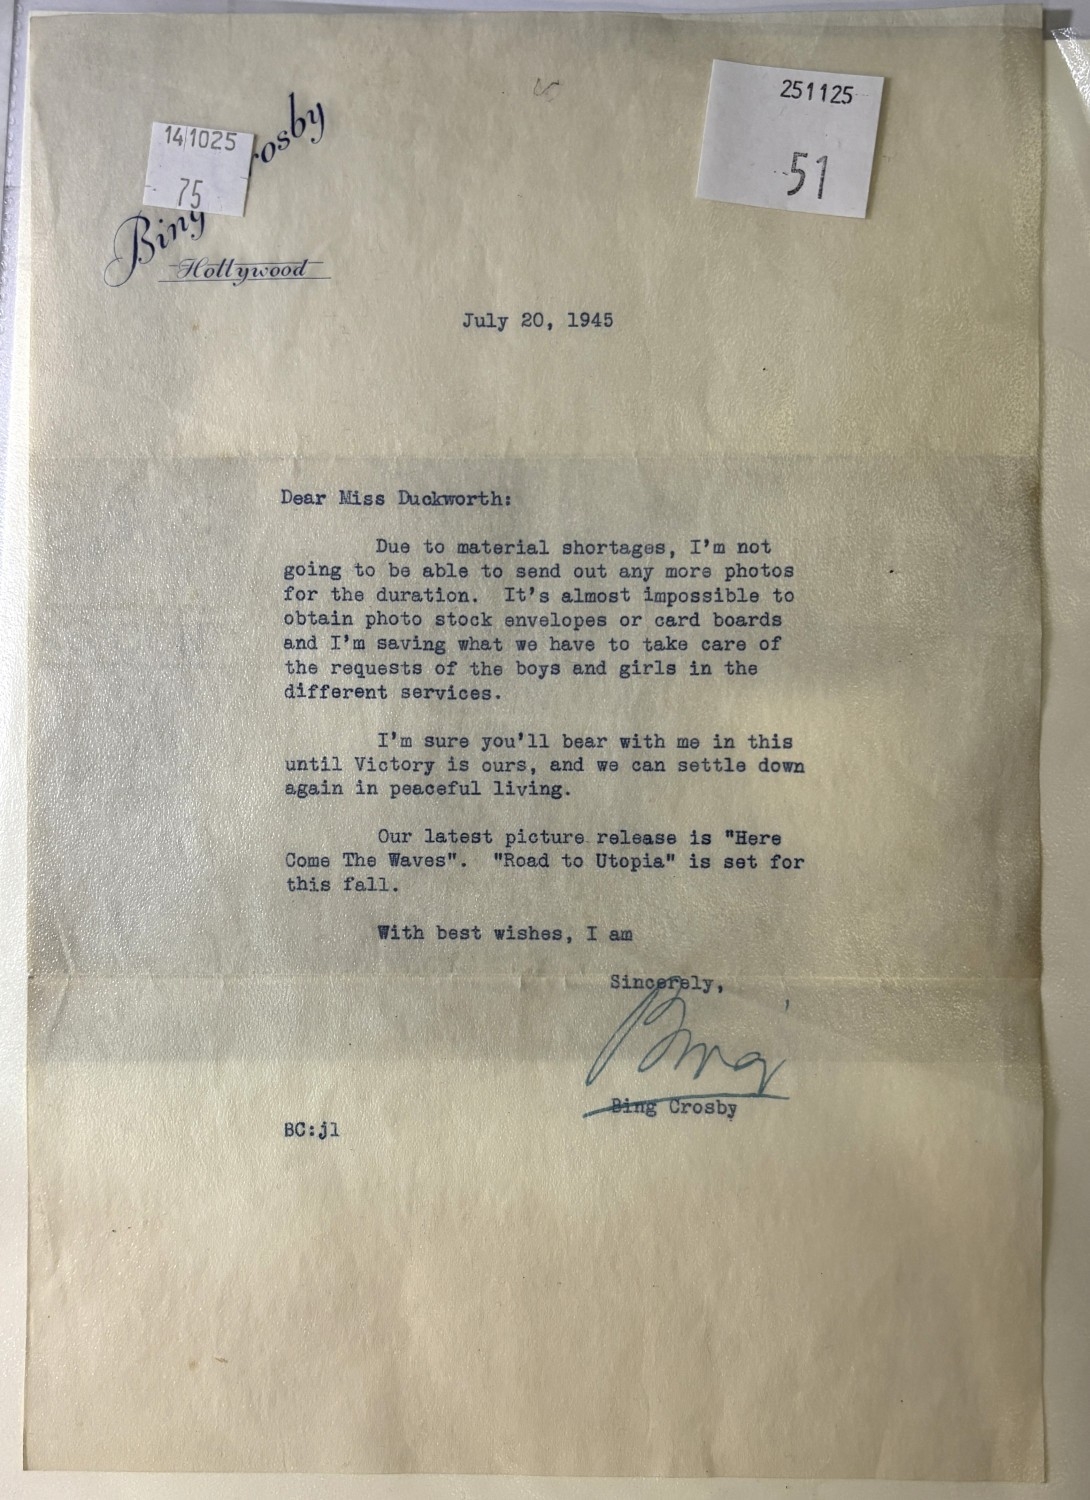 251125
51
141025
75
Bing rosby
Hollywood
July 20, 1945
Dear Miss Duckworth:
Due to material shortages, I'm not
going to be able to send out any more photos
for the duration. It's almost impossible to
obtain photo stock envelopes or card boards
and I'm saving what we have to take care of
the requests of the boys and girls in the
different services.
I'm sure you'll bear with me in this
until Victory is ours, and we can settle down
again in peaceful living.
Our latest picture release is "Here
Come The Waves". "Road to Utopia" is set for
this fall.
With best wishes, I am
Sincerely,
Bing
Bing Crosby
BC:jl